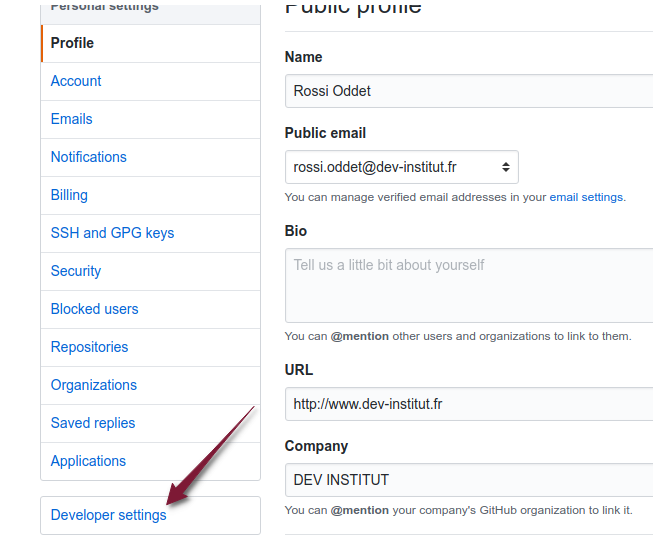 Personal settings
Profile
Account
Emails
Notifications
Billing
SSH and GPG keys
Security
Blocked users
Repositories
Organizations
Saved replies
Applications
Developer settings
Public profile
Name
Rossi Oddet
Public email
rossi.oddet@dev-institut.fr
You can manage verified email addresses in your email settings.
Bio
Tell us a little bit about yourself
You can @mention other users and organizations to link to them.
URL
http://www.dev-institut.fr
Company
DEV INSTITUT
You can @mention your company's GitHub organization to link it.